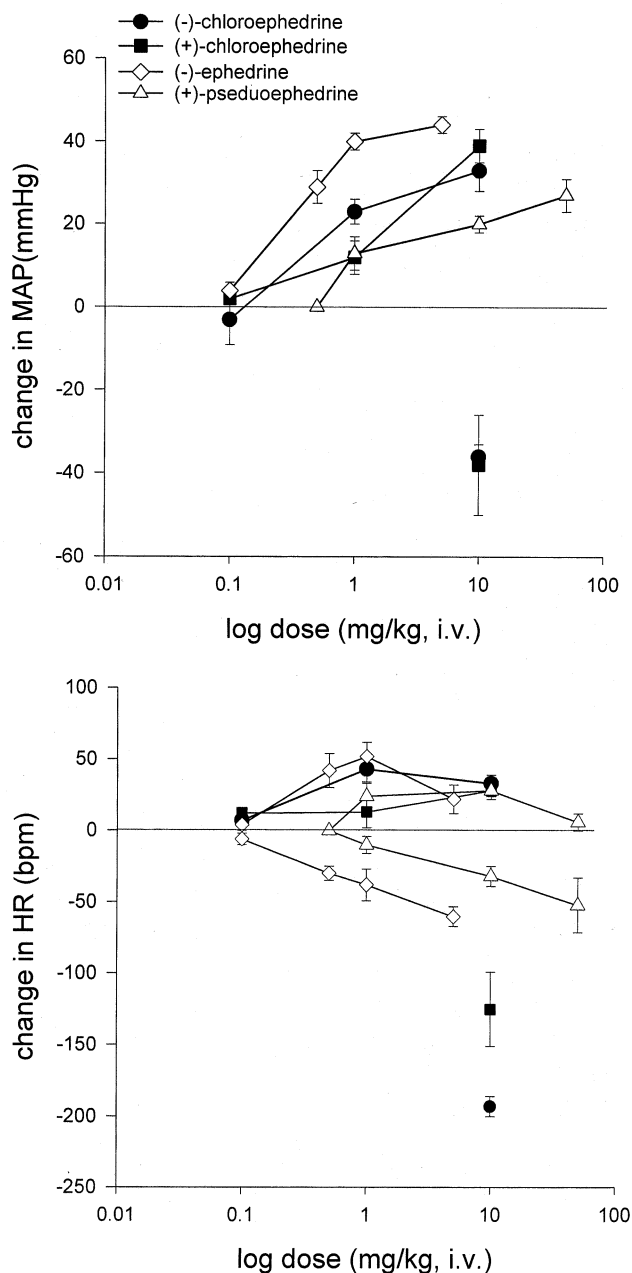 (-)-chloroephedrine
(+)-chloroephedrine
(-)-ephedrine
(+)-pseduoephedrine
60
40
20
0
-20
-40
-60
change in MAP(mmHg)
0.01 0.1 1 10 100
log dose (mg/kg, i.v.)
100
50
0
-50
-100
-150
-200
-250
change in HR (bpm)
0.01 0.1 1 10 100
log dose (mg/kg, i.v.)